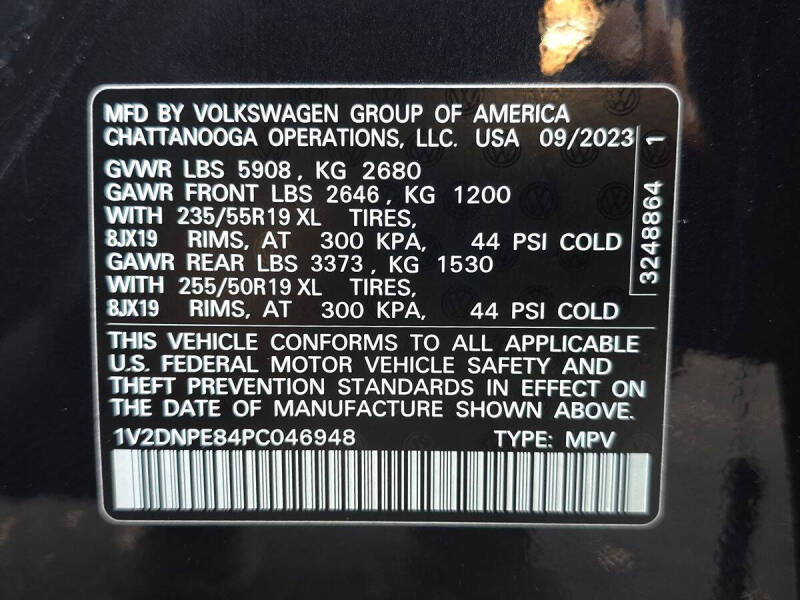 MFD BY VOLKSWAGEN GROUP OF AMERICA
CHATTANOOGA OPERATIONS, LLC. USA 09/2023
GVWR LBS 5908, KG 2680
GAWR FRONT LBS 2646, KG 1200
WITH 235/55R19 XL TIRES,
8JX19 RIMS, AT 300 KPA, 44 PSI COLD
GAWR REAR LBS 3373, KG 1530
WITH 255/50R19 XL TIRES,
8JX19 RIMS, AT 300 KPA, 44 PSI COLD
3248864 1
THIS VEHICLE CONFORMS TO ALL APPLICABLE
U.S. FEDERAL MOTOR VEHICLE SAFETY AND
THEFT PREVENTION STANDARDS IN EFFECT ON
THE DATE OF MANUFACTURE SHOWN ABOVE.
1V2DNPE84PC046948 TYPE: MPV